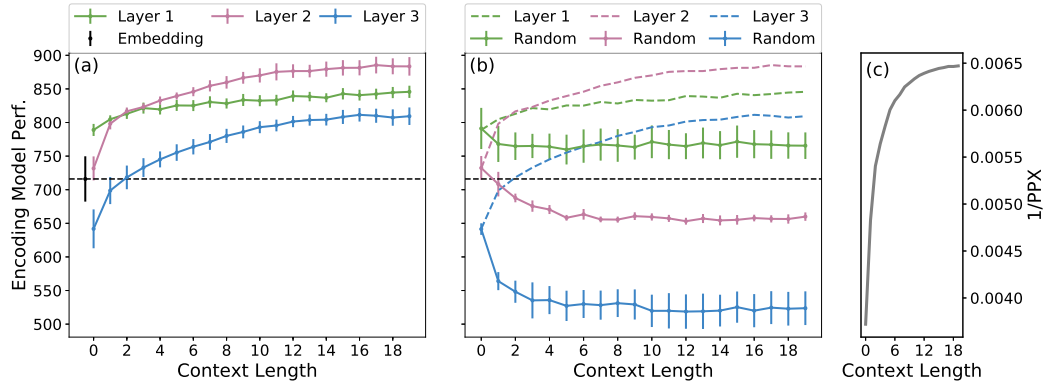 Layer 1 Layer 2 Layer 3
Embedding
Layer 1 Layer 2 Layer 3
Random Random Random
(a)
(b)
(c)
Encoding Model Perf.
900
850
800
750
700
650
600
550
500
0 2 4 6 8 10 12 14 16 18
Context Length
0 2 4 6 8 10 12 14 16 18
Context Length
0.0065
0.0060
0.0055
0.0050
0.0045
0.0040
1/PPX
0 6 12 18
Context Length